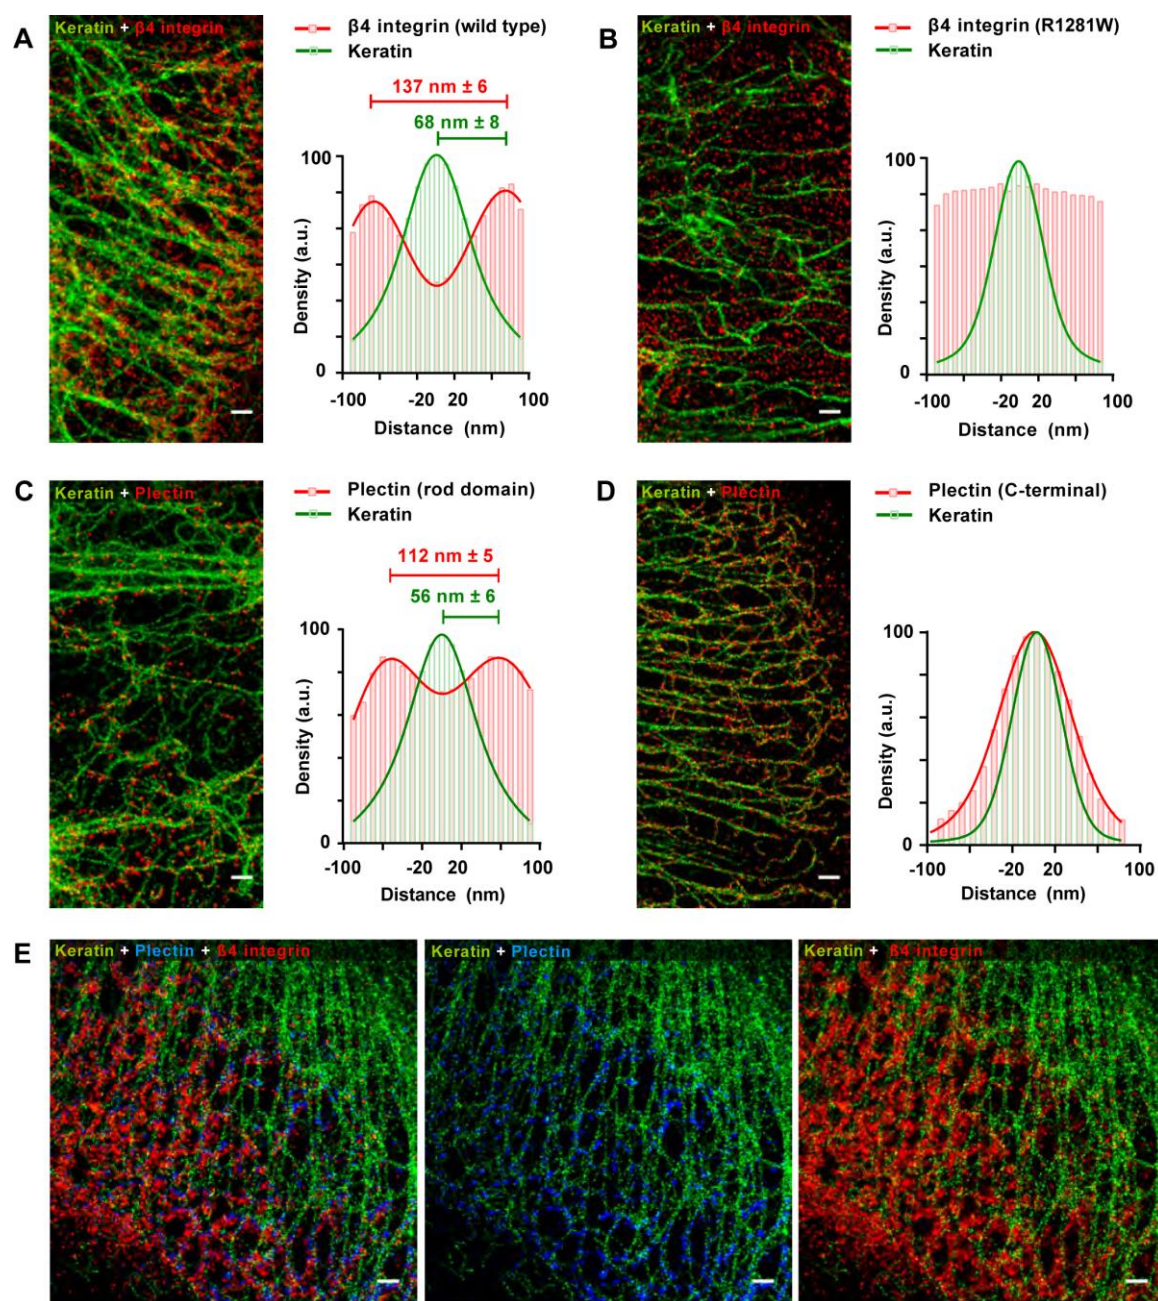 A
Keratin + β4 integrin
β4 integrin (wild type)
Keratin
137 nm ± 6
68 nm ± 8
100
Density (a.u.)
0
-100 -20 20 100
Distance (nm)
B
Keratin + β4 integrin
β4 integrin (R1281W)
Keratin
100
Density (a.u.)
0
-100 -20 20 100
Distance (nm)
C
Keratin + Plectin
Plectin (rod domain)
Keratin
112 nm ± 5
56 nm ± 6
100
Density (a.u.)
0
-100 -20 20 100
Distance (nm)
D
Keratin + Plectin
Plectin (C-terminal)
Keratin
100
Density (a.u.)
0
-100 -20 20 100
Distance (nm)
E
Keratin + Plectin + ß4 integrin
Keratin + Plectin
Keratin + ß4 integrin